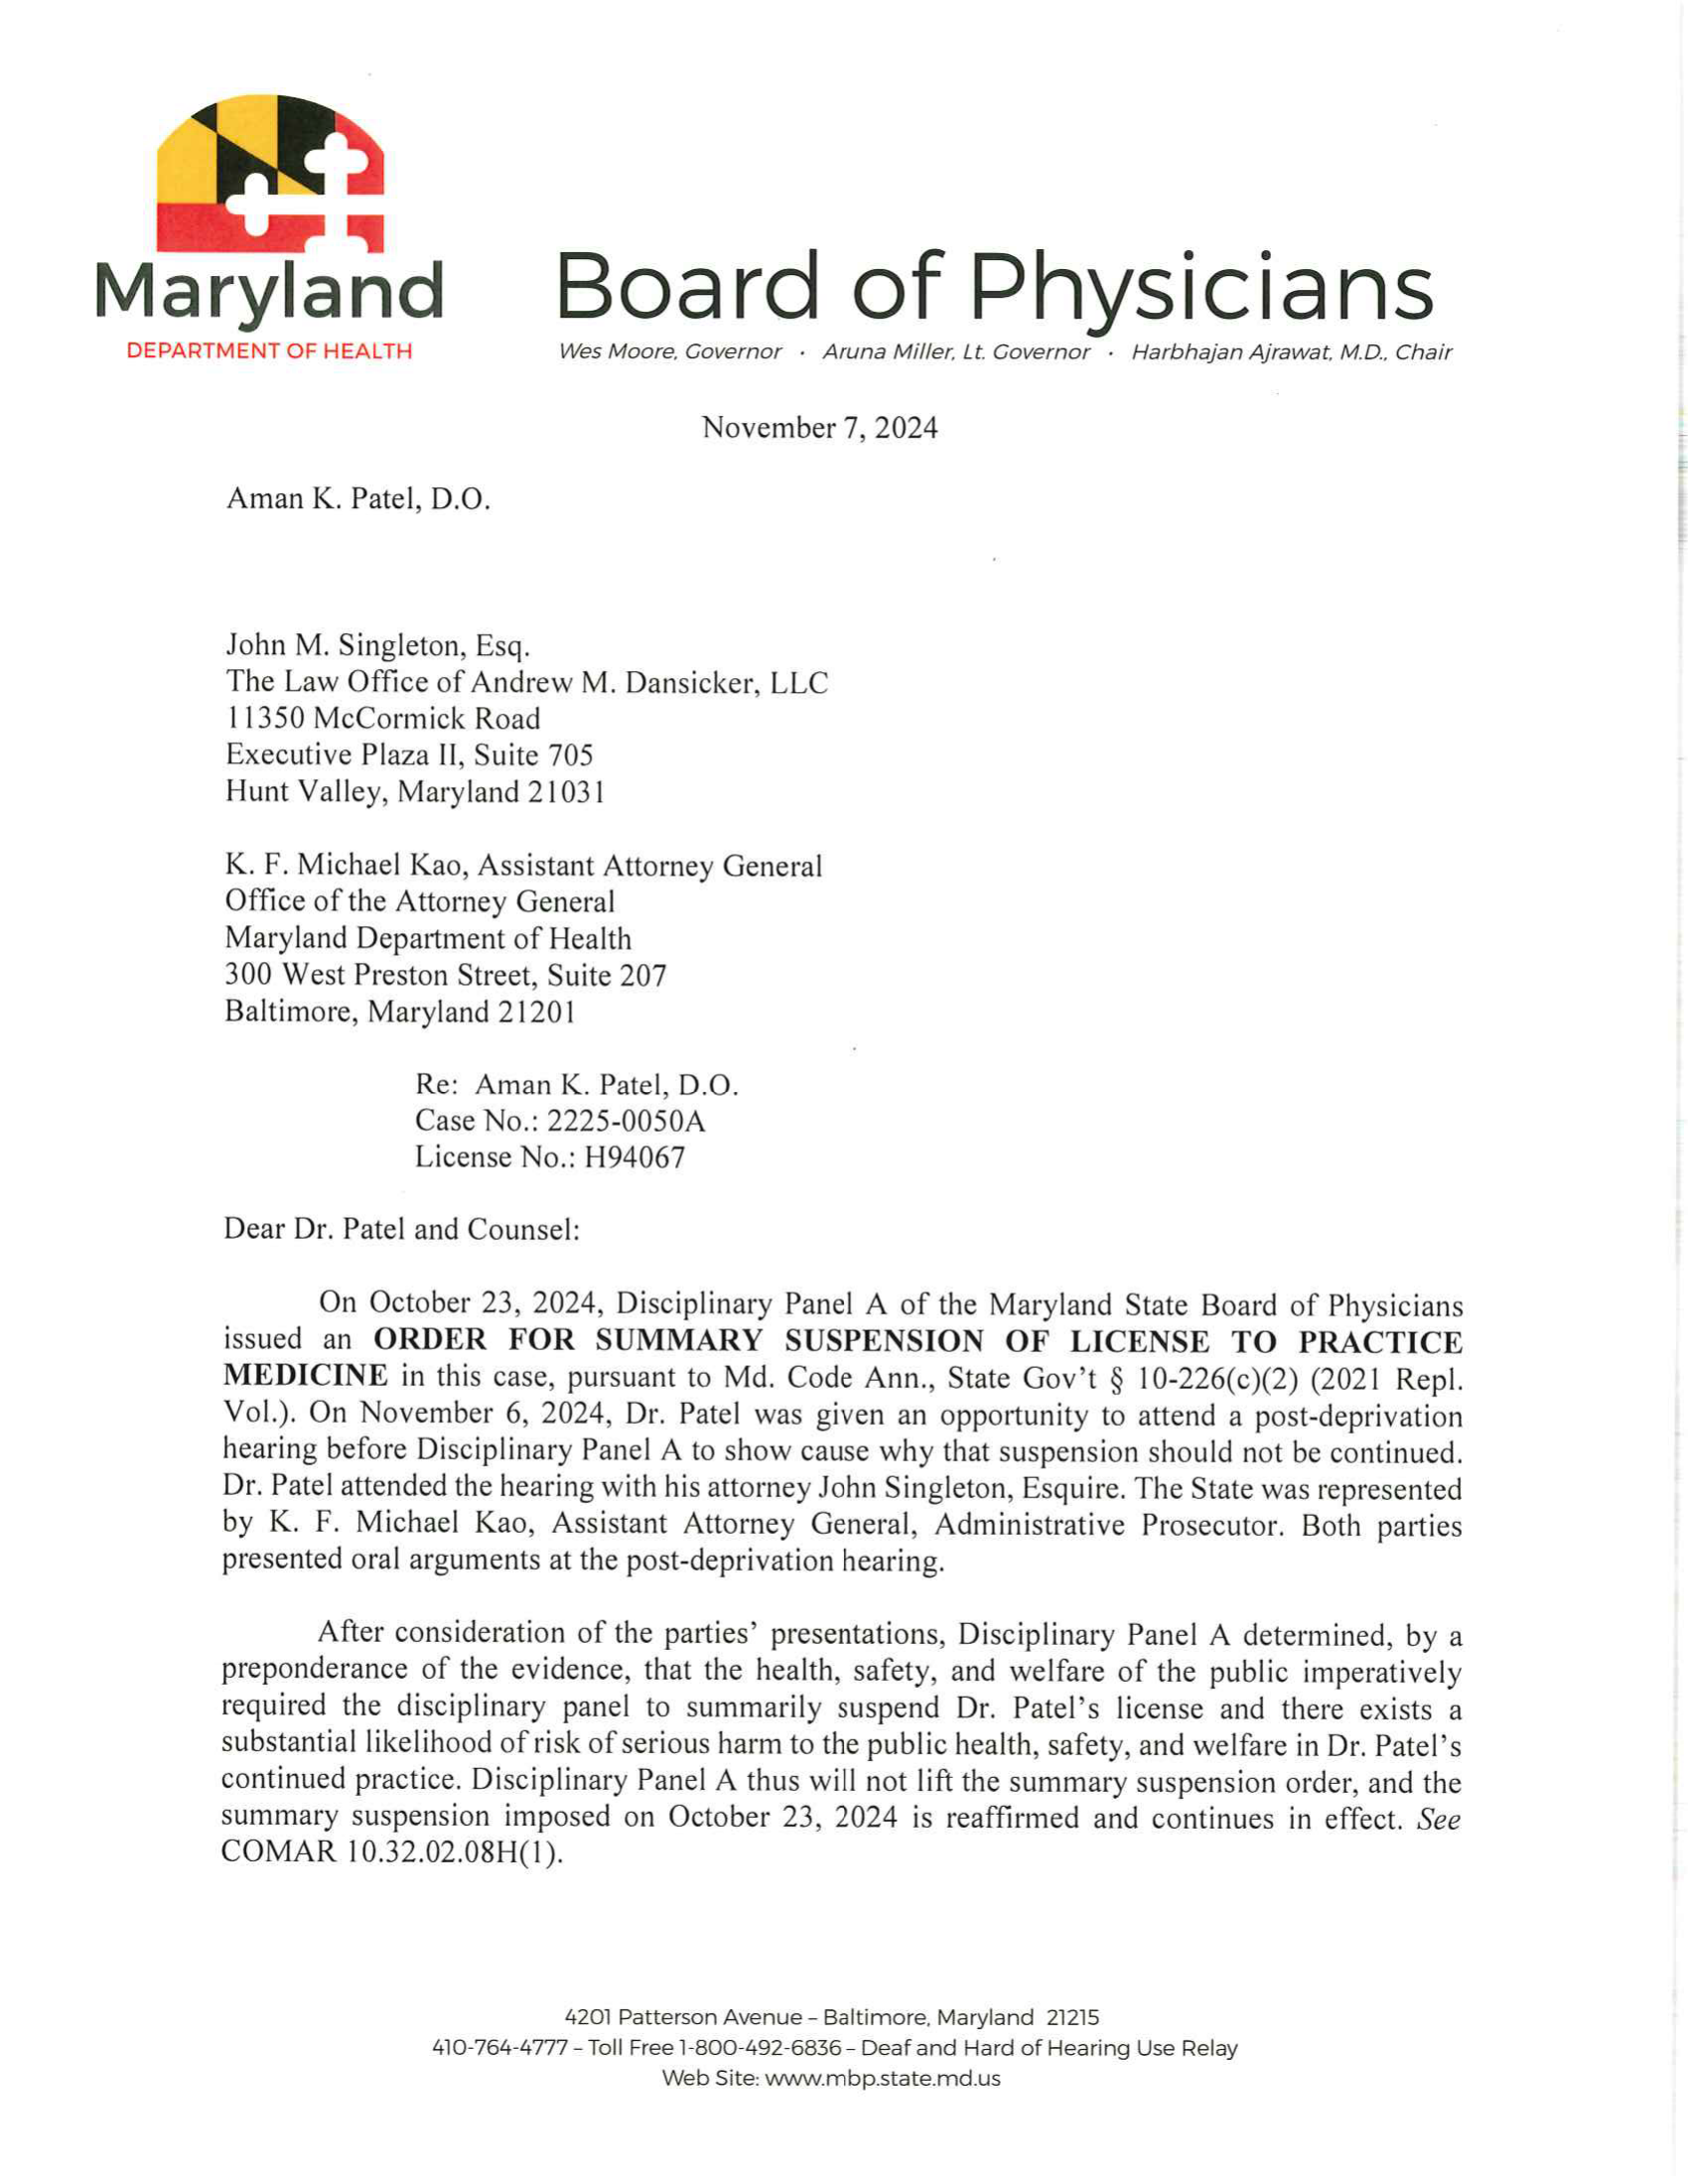 Maryland
DEPARTMENT OF HEALTH
Board of Physicians
Wes Moore, Governor · Aruna Miller, Lt. Governor · Harbhajan Ajrawat, M.D., Chair
November 7, 2024
Aman K. Patel, D.O.
John M. Singleton, Esq.
The Law Office of Andrew M. Dansicker, LLC
11350 McCormick Road
Executive Plaza II, Suite 705
Hunt Valley, Maryland 21031
K. F. Michael Kao, Assistant Attorney General
Office of the Attorney General
Maryland Department of Health
300 West Preston Street, Suite 207
Baltimore, Maryland 21201
Re: Aman K. Patel, D.O.
Case No.: 2225-0050A
License No.: H94067
Dear Dr. Patel and Counsel:
On October 23, 2024, Disciplinary Panel A of the Maryland State Board of Physicians
issued an ORDER FOR SUMMARY SUSPENSION OF LICENSE TO PRACTICE
MEDICINE in this case, pursuant to Md. Code Ann., State Gov't § 10-226(c)(2) (2021 Repl.
Vol.). On November 6, 2024, Dr. Patel was given an opportunity to attend a post-deprivation
hearing before Disciplinary Panel A to show cause why that suspension should not be continued.
Dr. Patel attended the hearing with his attorney John Singleton, Esquire. The State was represented
by K. F. Michael Kao, Assistant Attorney General, Administrative Prosecutor. Both parties
presented oral arguments at the post-deprivation hearing.
After consideration of the parties' presentations, Disciplinary Panel A determined, by a
preponderance of the evidence, that the health, safety, and welfare of the public imperatively
required the disciplinary panel to summarily suspend Dr. Patel's license and there exists a
substantial likelihood of risk of serious harm to the public health, safety, and welfare in Dr. Patel's
continued practice. Disciplinary Panel A thus will not lift the summary suspension order, and the
summary suspension imposed on October 23, 2024 is reaffirmed and continues in effect. See
COMAR 10.32.02.08H(1).
4201 Patterson Avenue – Baltimore, Maryland 21215
410-764-4777 – Toll Free 1-800-492-6836 – Deaf and Hard of Hearing Use Relay
Web Site: www.mbp.state.md.us